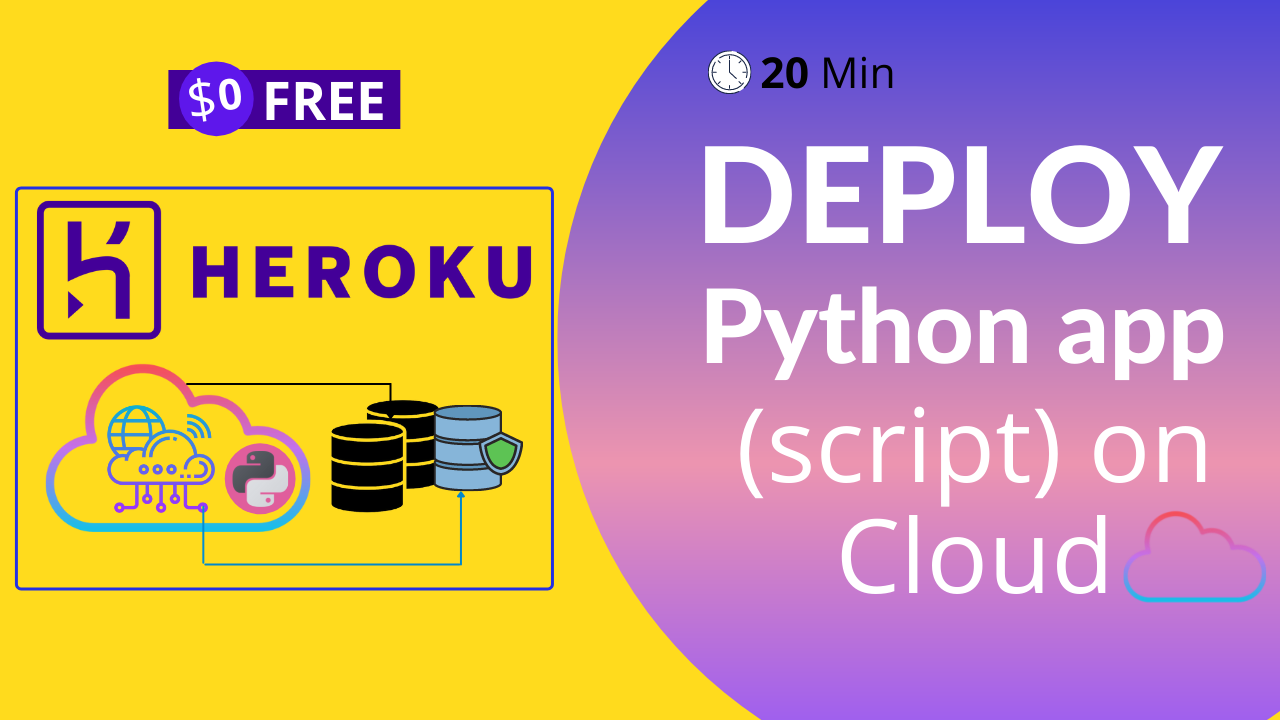 $0 FREE
HEROKU
20 Min
DEPLOY
Python app
(script) on
Cloud